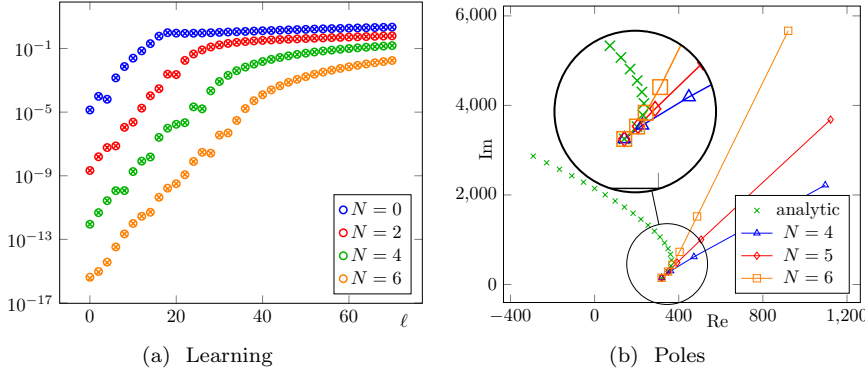 10^{-1}
10^{-5}
10^{-9}
10^{-13}
10^{-17}
0
20
40
60
ℓ
N = 0
N = 2
N = 4
N = 6
(a) Learning
6,000
4,000
2,000
0
Im
-400
0
400
800
1,200
Re
analytic
N = 4
N = 5
N = 6
(b) Poles